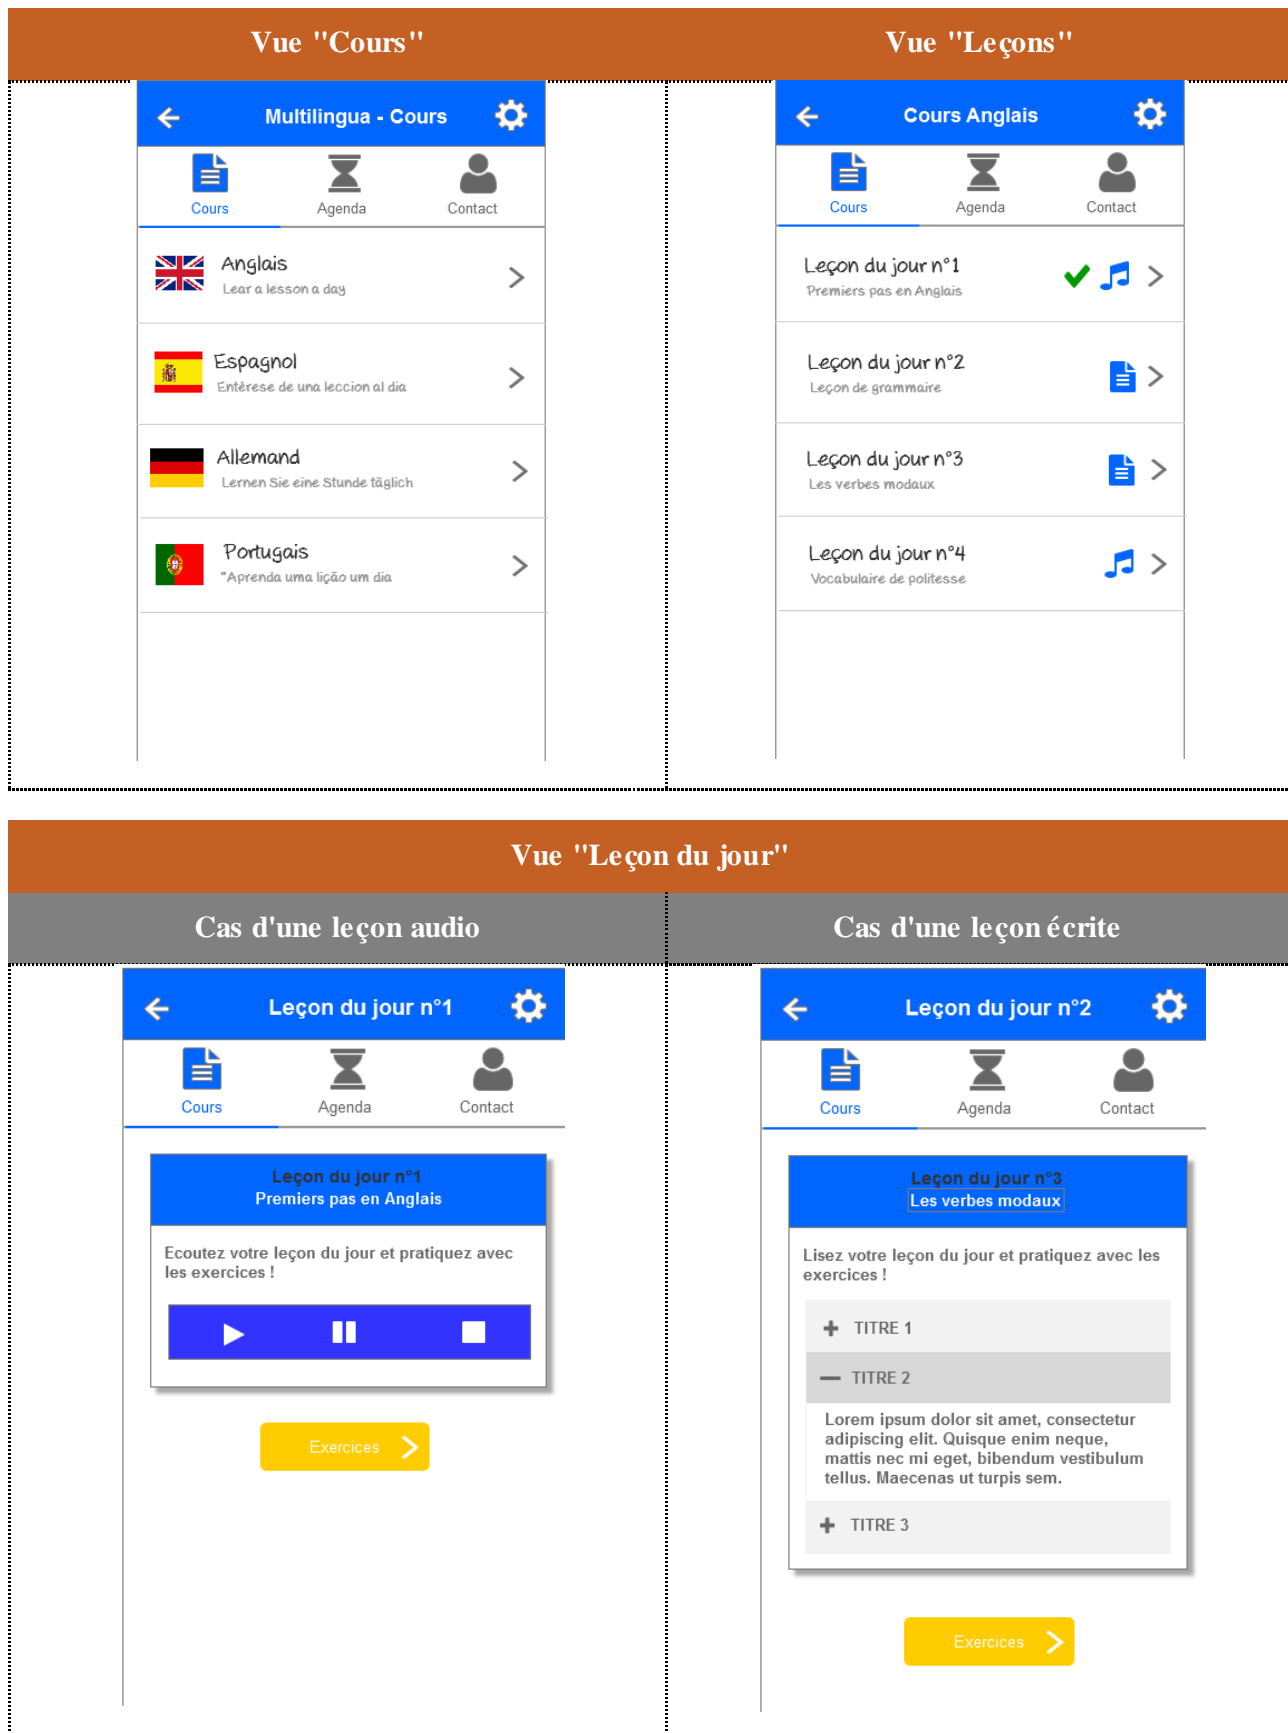 Vue "Cours"
Vue "Leçons"
Multilingua - Cours
Cours
Agenda
Contact
Anglais
Lear a lesson a day
Espagnol
Entérese de una leccion al dia
Allemand
Lernen Sie eine Stunde täglich
Portugais
"Aprenda uma lição um dia
Cours Anglais
Cours
Agenda
Contact
Leçon du jour n°1
Premiers pas en Anglais
Leçon du jour n°2
Leçon de grammaire
Leçon du jour n°3
Les verbes modaux
Leçon du jour n°4
Vocabulaire de politesse
Vue "Leçon du jour"
Cas d'une leçon audio
Cas d'une leçon écrite
Leçon du jour n°1
Cours
Agenda
Contact
Leçon du jour n°1
Premiers pas en Anglais
Ecoutez votre leçon du jour et pratiquez avec
les exercices !
Exercices
Leçon du jour n°2
Cours
Agenda
Contact
Leçon du jour n°3
Les verbes modaux
Lisez votre leçon du jour et pratiquez avec les
exercices !
TITRE 1
TITRE 2
Lorem ipsum dolor sit amet, consectetur
adipiscing elit. Quisque enim neque,
mattis nec mi eget, bibendum vestibulum
tellus. Maecenas ut turpis sem.
TITRE 3
Exercices